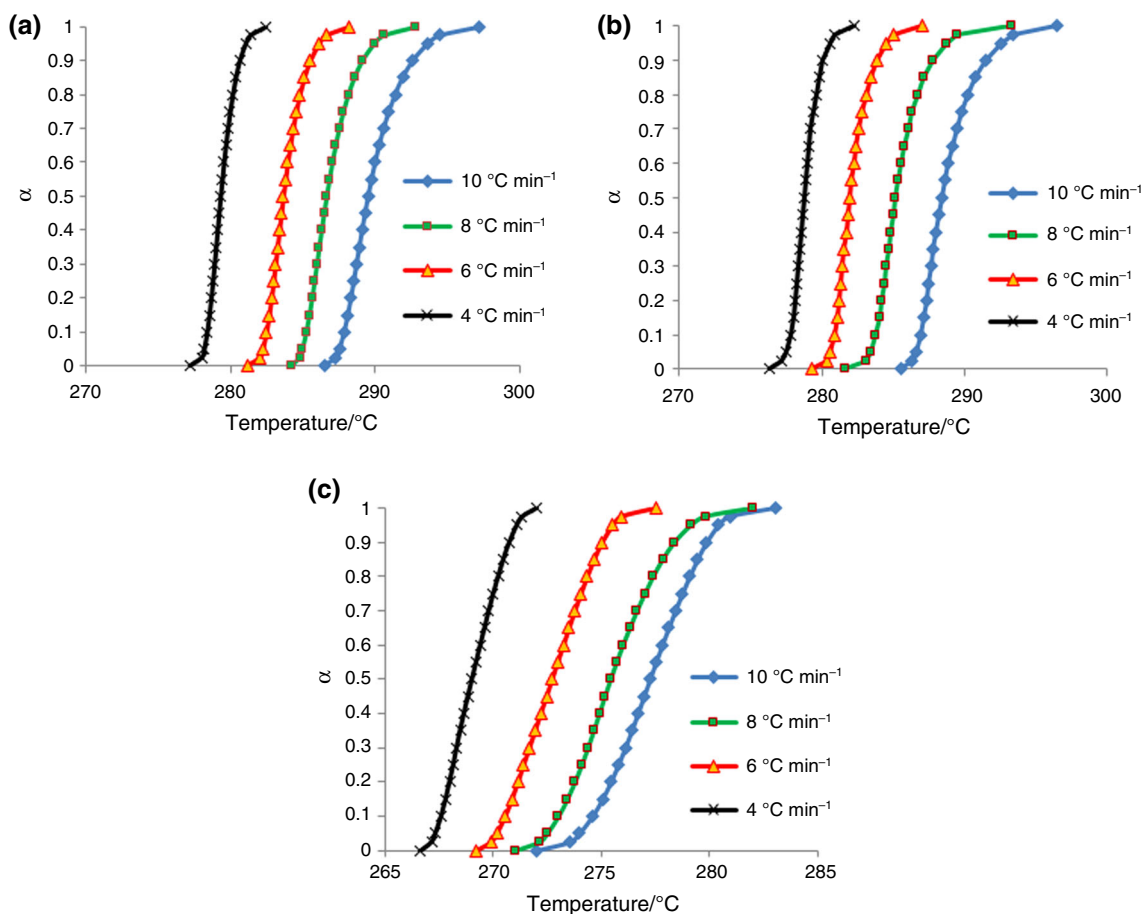 (a)
1
0.9
0.8
0.7
0.6
0.5
0.4
0.3
0.2
0.1
0
α
270
280
290
300
Temperature/°C
10 °C min⁻¹
8 °C min⁻¹
6 °C min⁻¹
4 °C min⁻¹
(b)
1
0.9
0.8
0.7
0.6
0.5
0.4
0.3
0.2
0.1
0
α
270
280
290
300
Temperature/°C
10 °C min⁻¹
8 °C min⁻¹
6 °C min⁻¹
4 °C min⁻¹
(c)
1
0.9
0.8
0.7
0.6
0.5
0.4
0.3
0.2
0.1
0
α
265
270
275
280
285
Temperature/°C
10 °C min⁻¹
8 °C min⁻¹
6 °C min⁻¹
4 °C min⁻¹